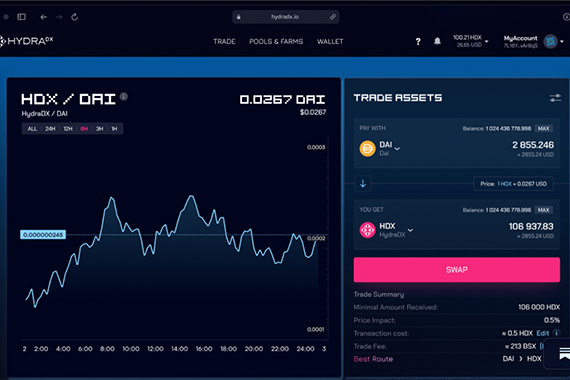 hydradx.io
HYDRADX
TRADE
POOLS & FARMS
WALLET
?
100.21 HDX
26.65 USD
MyAccount
HDX / DAI
HydraDX / DAI
0.0267 DAI
$0.0267
ALL 24H 12H 6H 3H 1H
0.0003
0.000000345
0.0002
0.0001
2 2:00 4:00 6:00 8:00 10:00 12:00 14:00 16:00 18:00 20:00 22:00 24:00 3
TRADE ASSETS
PAY WITH
Balance: 1 024 436 778.998 MAX
DAI
Dai
2 855.246
≈ 2855.24 USD
Price: 1 HDX = 0.0267 USD
YOU GET
Balance: 1 024 436 778.998 MAX
HDX
HydraDX
106 937.83
≈ 2855.24 USD
SWAP
Trade Summary
Minimal Amount Received: 106 000 HDX
Price Impact: 0.5%
Transaction cost: ≈ 0.5 HDX Edit
Trade Fee: ≈ 213 BSX
Best Route DAI > HDX